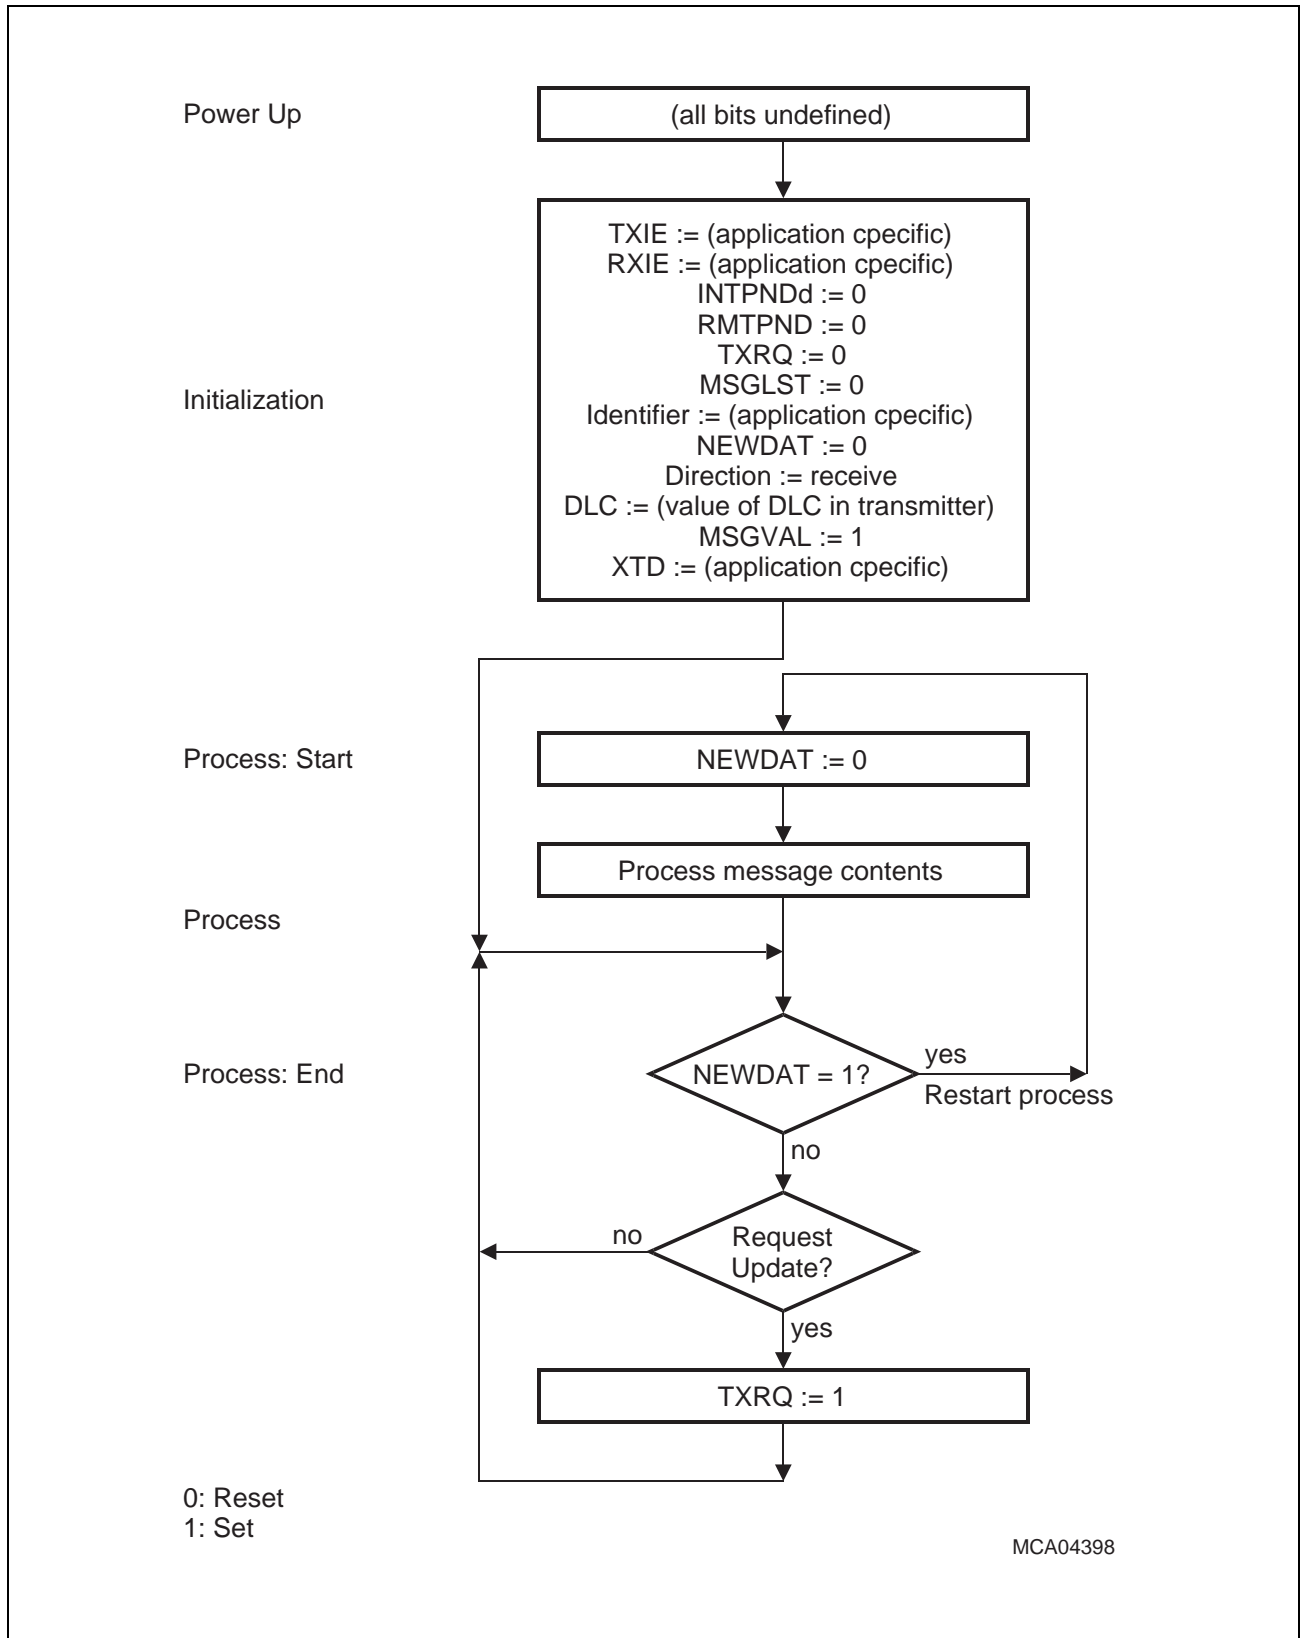 Power Up
(all bits undefined)
TXIE := (application cpecific)
RXIE := (application cpecific)
INTPNDd := 0
RMTPND := 0
TXRQ := 0
MSGLST := 0
Initialization
Identifier := (application cpecific)
NEWDAT := 0
Direction := receive
DLC := (value of DLC in transmitter)
MSGVAL := 1
XTD := (application cpecific)
Process: Start
NEWDAT := 0
Process message contents
Process
Process: End
NEWDAT = 1?
yes
Restart process
no
Request
Update?
no
yes
TXRQ := 1
0: Reset
1: Set
MCA04398